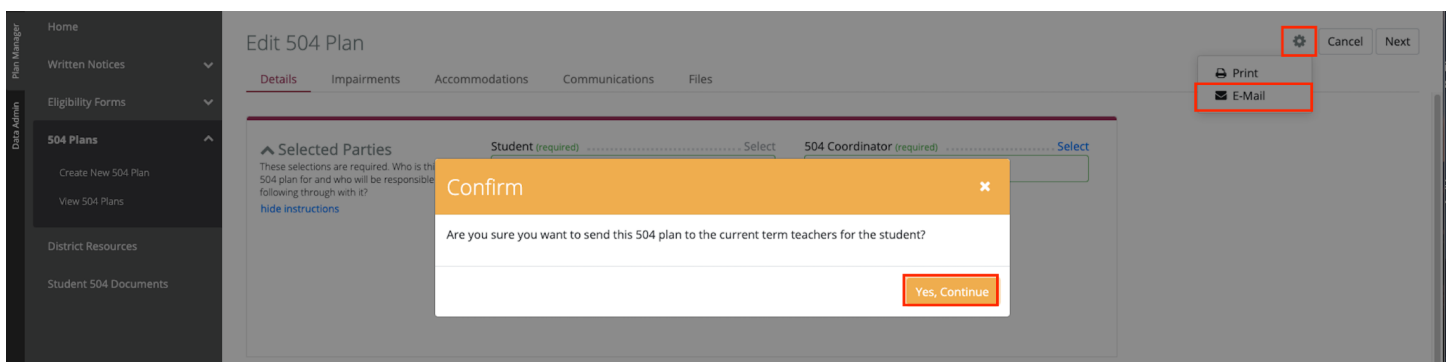 Plan Manager
Data Admin
Home
Written Notices
Eligibility Forms
504 Plans
Create New 504 Plan
View 504 Plans
District Resources
Student 504 Documents
Edit 504 Plan
Cancel
Next
Print
E-Mail
Details
Impairments
Accommodations
Communications
Files
Selected Parties
These selections are required. Who is thi
504 plan for and who will be responsible
following through with it?
hide instructions
Student (required) Select
504 Coordinator (required) Select
Confirm
Are you sure you want to send this 504 plan to the current term teachers for the student?
Yes, Continue